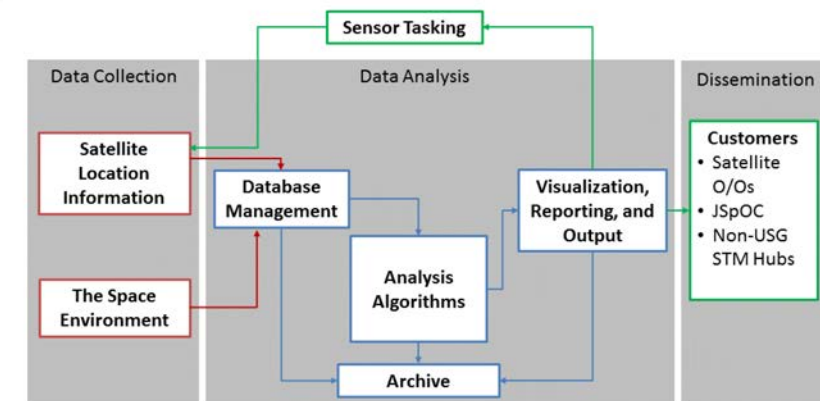 Sensor Tasking
Data Collection
Data Analysis
Dissemination
Satellite
Location
Information
The Space
Environment
Database
Management
Analysis
Algorithms
Archive
Visualization,
Reporting, and
Output
Customers
• Satellite
O/Os
• JSpOC
• Non-USG
STM Hubs